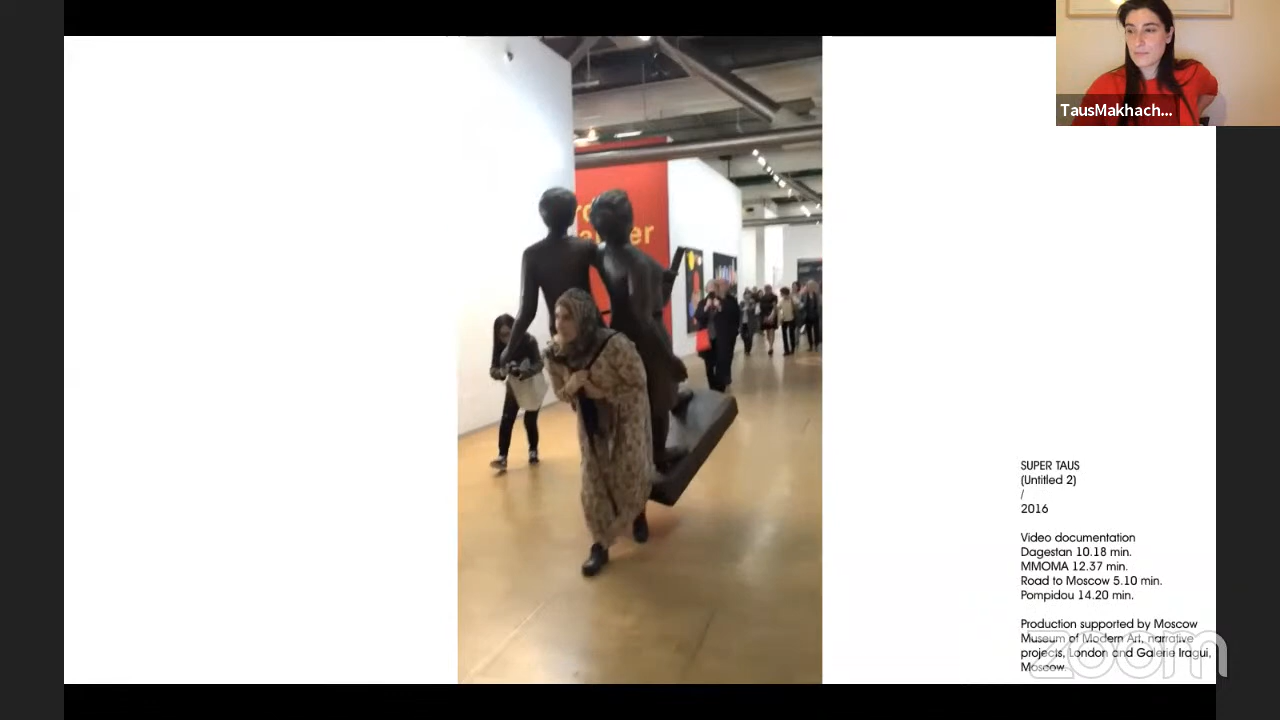 TausMakhach...
er
SUPER TAUS
(Untitled 2)
/
2016
Video documentation
Dagestan 10.18 min.
MMOMA 12.37 min.
Road to Moscow 5.10 min.
Pompidou 14.20 min.
Production supported by Moscow
Museum of Modern Art, narrative
projects, London and Galerie Iragui,
Moscow.
zoom